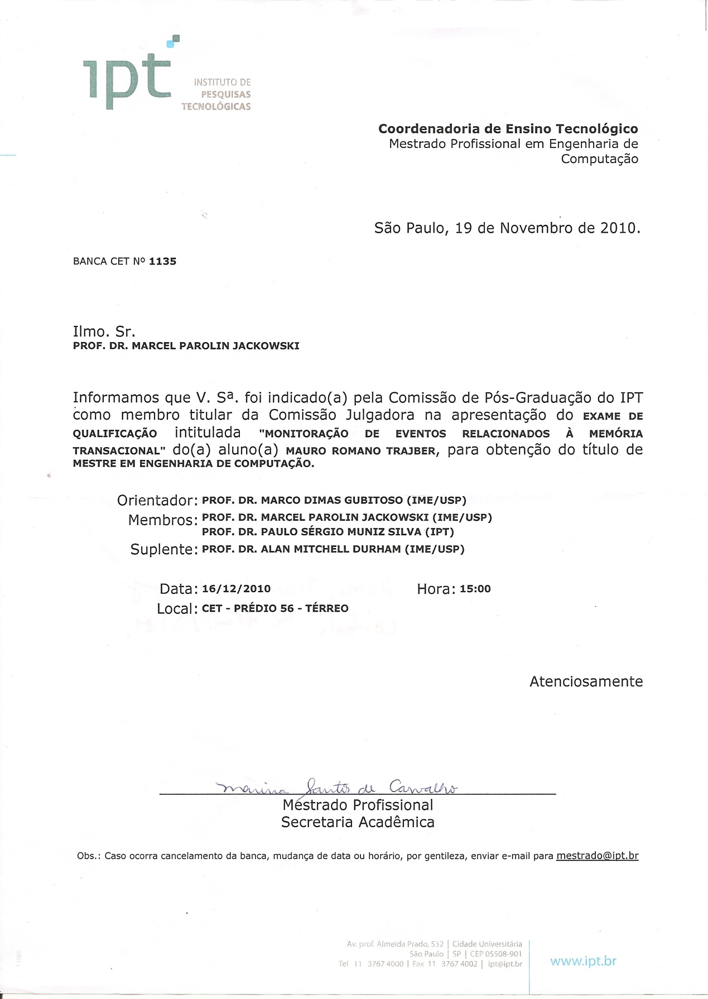 ipt
INSTITUTO DE
PESQUISAS
TECNOLÓGICAS
Coordenadoria de Ensino Tecnológico
Mestrado Profissional em Engenharia de
Computação
São Paulo, 19 de Novembro de 2010.
BANCA CET Nº 1135
Ilmo. Sr.
PROF. DR. MARCEL PAROLIN JACKOWSKI
Informamos que V. Sª. foi indicado(a) pela Comissão de Pós-Graduação do IPT
como membro titular da Comissão Julgadora na apresentação do EXAME DE
QUALIFICAÇÃO intitulada "MONITORAÇÃO DE EVENTOS RELACIONADOS À MEMÓRIA
TRANSACIONAL" do(a) aluno(a) MAURO ROMANO TRAJBER, para obtenção do título de
MESTRE EM ENGENHARIA DE COMPUTAÇÃO.
Orientador: PROF. DR. MARCO DIMAS GUBITOSO (IME/USP)
Membros: PROF. DR. MARCEL PAROLIN JACKOWSKI (IME/USP)
PROF. DR. PAULO SÉRGIO MUNIZ SILVA (IPT)
Suplente: PROF. DR. ALAN MITCHELL DURHAM (IME/USP)
Data: 16/12/2010 Hora: 15:00
Local: CET - PRÉDIO 56 - TÉRREO
Atenciosamente
Marina Santos de Carvalho
Mestrado Profissional
Secretaria Acadêmica
Obs.: Caso ocorra cancelamento da banca, mudança de data ou horário, por gentileza, enviar e-mail para mestrado@ipt.br
Av. prof. Almeida Prado, 532 | Cidade Universitária
São Paulo | SP | CEP 05508-901
Tel 11 3767 4000 | Fax 11 3767 4002 | ipt@ipt.br
www.ipt.br